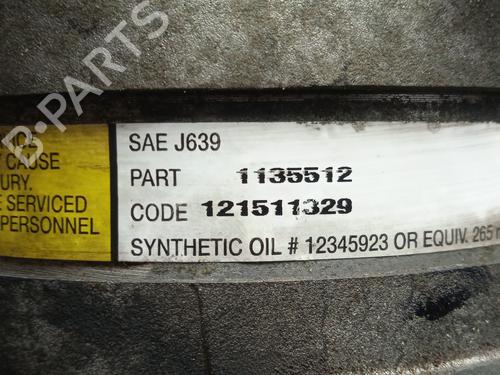 B-PARTS
CAUSE
URY.
SERVICED
PERSONNEL
SAE J639
PART 1135512
CODE 121511329
SYNTHETIC OIL # 12345923 OR EQUIV. 265